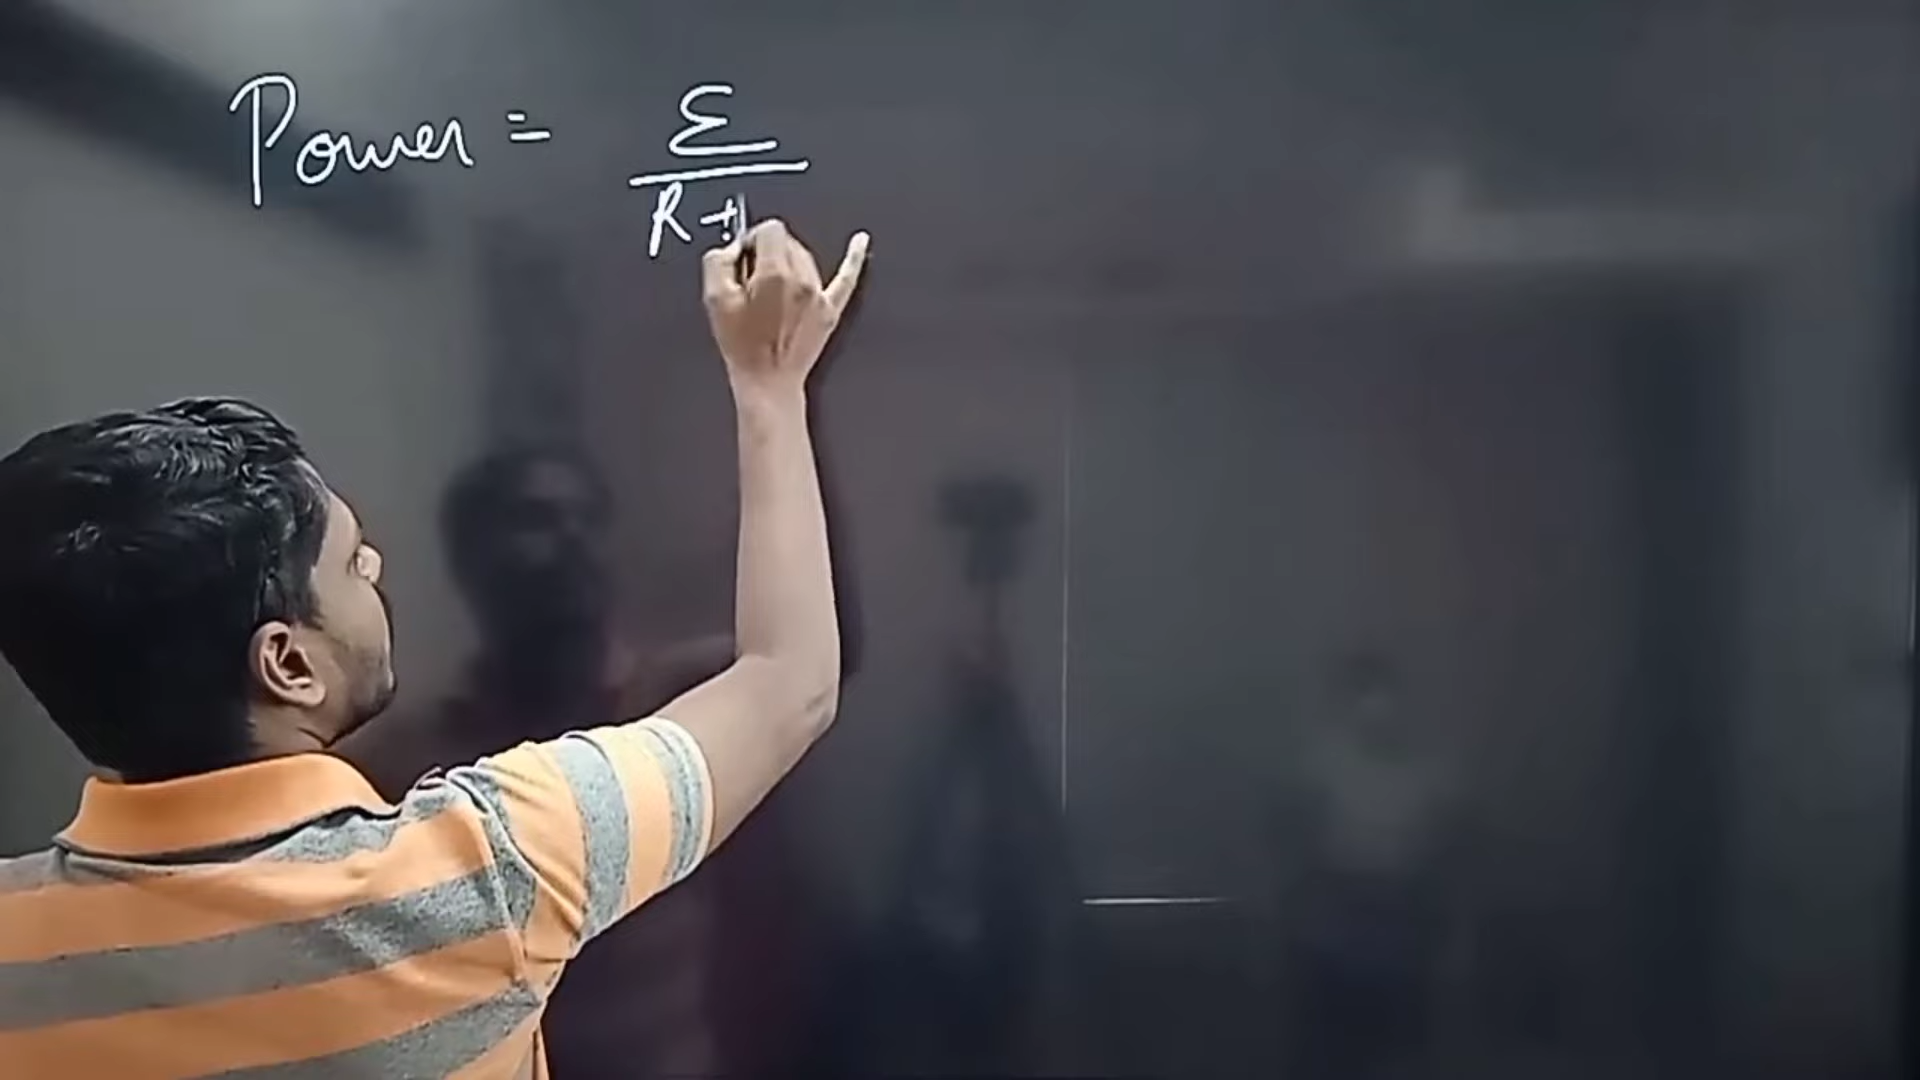 Power = ε / R +